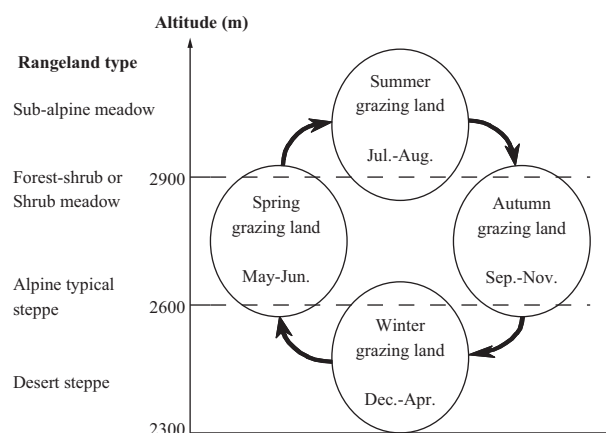 Altitude (m)
Rangeland type
Sub-alpine meadow
Summer
grazing land
Jul.-Aug.
Forest-shrub or
Shrub meadow
2900
Spring
grazing land
May-Jun.
Autumn
grazing land
Sep.-Nov.
Alpine typical
steppe
2600
Winter
grazing land
Dec.-Apr.
Desert steppe
2300